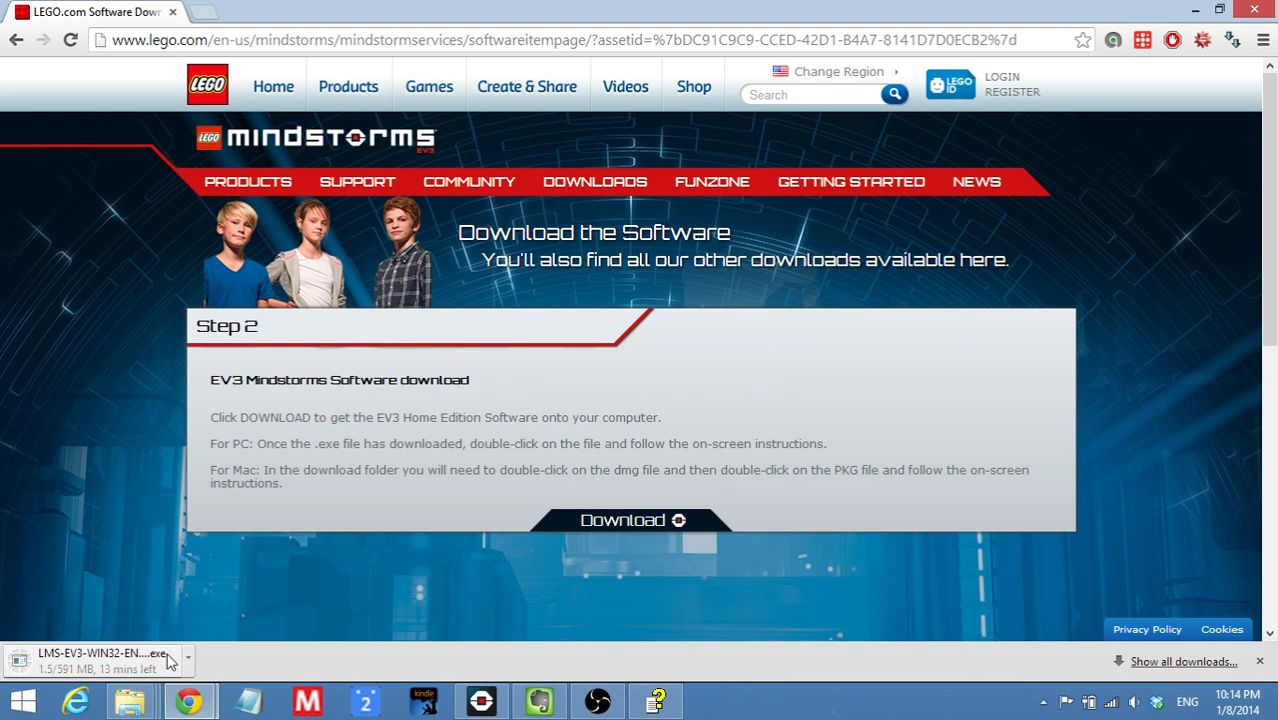 LEGO.com Software Down
www.lego.com/en-us/mindstorms/mindstormservices/softwareitempage/?assetid=%7bDC91C9C9-CCED-42D1-B4A7-8141D7D0ECB2%7d
LEGO
Home
Products
Games
Create & Share
Videos
Shop
Change Region
Search
LEGO
ID
LOGIN
REGISTER
LEGO
mindstorms
EV3
PRODUCTS
SUPPORT
COMMUNITY
DOWNLOADS
FUNZONE
GETTING STARTED
NEWS
Download the Software
You'll also find all our other downloads available here.
Step 2
EV3 Mindstorms Software download
Click DOWNLOAD to get the EV3 Home Edition Software onto your computer.
For PC: Once the .exe file has downloaded, double-click on the file and follow the on-screen instructions.
For Mac: In the download folder you will need to double-click on the dmg file and then double-click on the PKG file and follow the on-screen
instructions.
Download
Privacy Policy
Cookies
LMS-EV3-WIN32-EN....exe
1.5/591 MB, 13 mins left
Show all downloads...
M
2
kindle
ENG
10:14 PM
1/8/2014